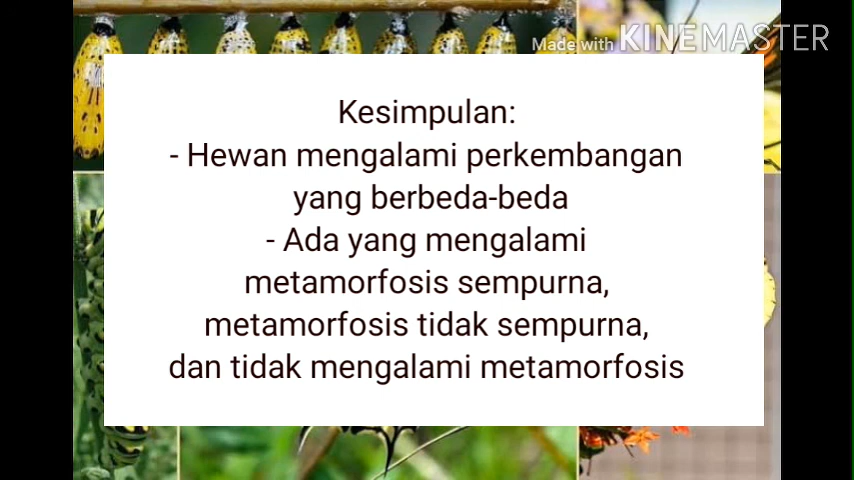 Made with KINEMASTER
Kesimpulan:
- Hewan mengalami perkembangan
yang berbeda-beda
- Ada yang mengalami
metamorfosis sempurna,
metamorfosis tidak sempurna,
dan tidak mengalami metamorfosis